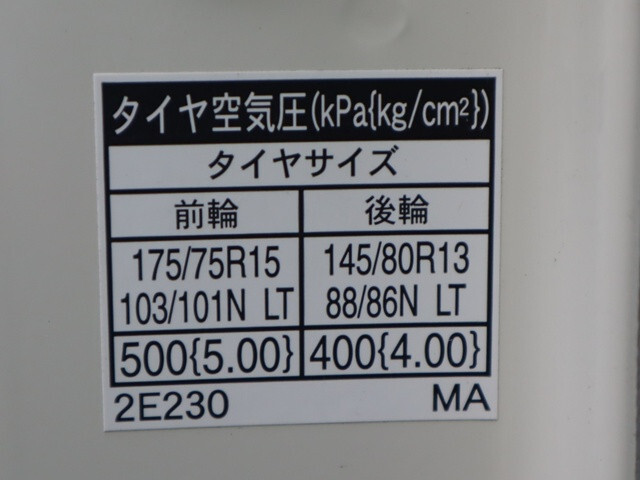 タイヤ空気圧(kPa{kg/cm²})
タイヤサイズ
前輪 後輪
175/75R15 145/80R13
103/101N LT 88/86N LT
500{5.00} 400{4.00}
2E230 MA